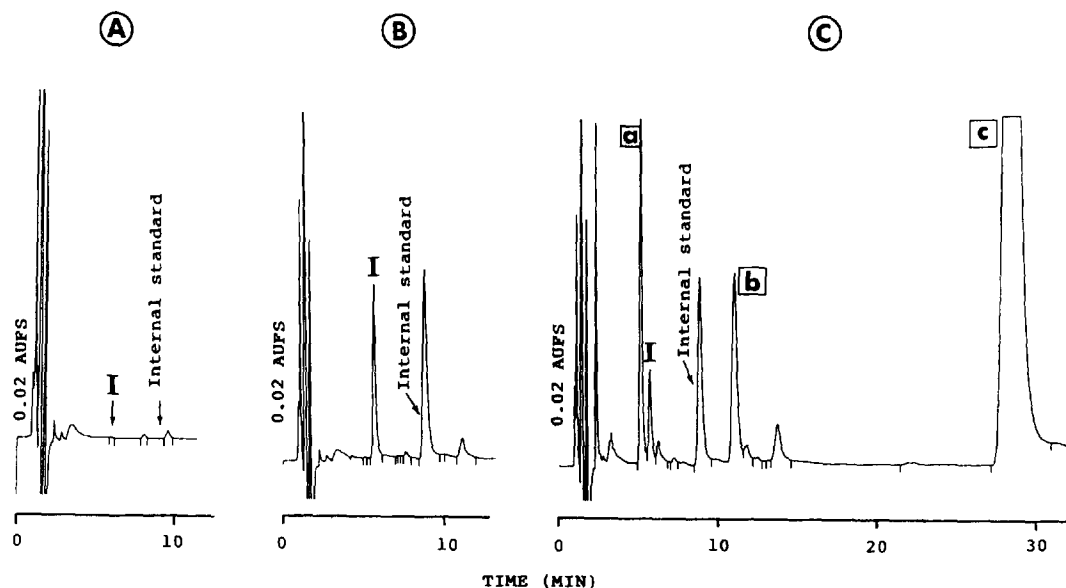 A
B
C
0.02 AUFS
I
Internal standard
0 10
0.02 AUFS
I
Internal standard
0 10
0.02 AUFS
a
I
Internal standard
b
c
0 10 20 30
TIME (MIN)